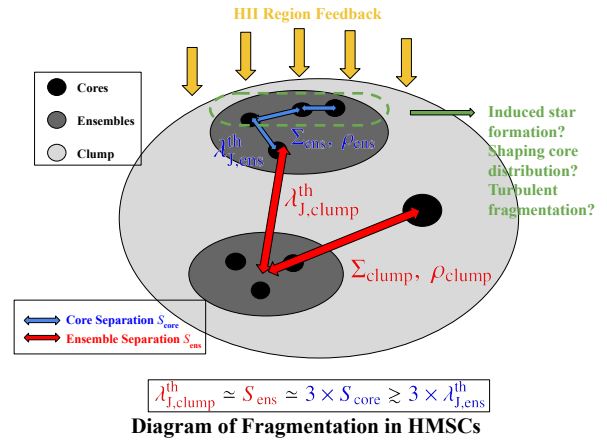 HII Region Feedback
Cores
Ensembles
Clump
λ^th_J,ens
Σ_ens, ρ_ens
λ^th_J,clump
Σ_clump, ρ_clump
Induced star
formation?
Shaping core
distribution?
Turbulent
fragmentation?
Core Separation S_core
Ensemble Separation S_ens
λ^th_J,clump ≃ S_ens ≃ 3 × S_core ≳ 3 × λ^th_J,ens
Diagram of Fragmentation in HMSCs